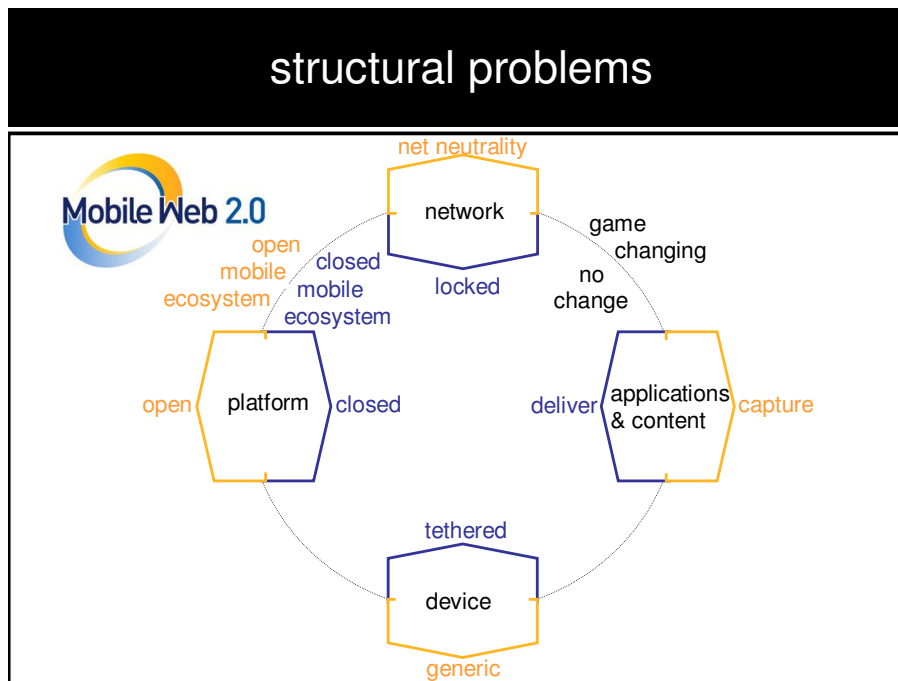 structural problems
Mobile Web 2.0
net neutrality
network
locked
open
mobile
ecosystem
closed
mobile
ecosystem
game
changing
no
change
open
platform
closed
deliver
applications
& content
capture
tethered
device
generic